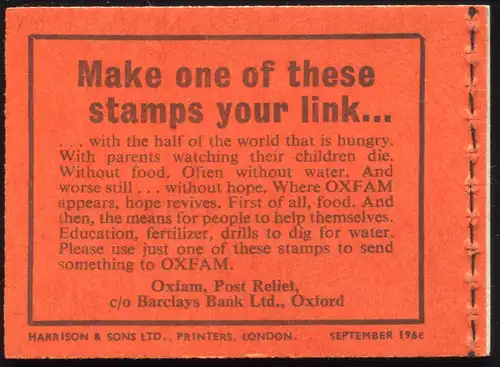 Make one of these
stamps your link...
. . . with the half of the world that is hungry.
With parents watching their children die.
Without food. Often without water. And
worse still . . . without hope. Where OXFAM
appears, hope revives. First of all, food. And
then, the means for people to help themselves.
Education, fertilizer, drills to dig for water.
Please use just one of these stamps to send
something to OXFAM.
Oxfam, Post Relief,
c/o Barclays Bank Ltd., Oxford
HARRISON & SONS LTD., PRINTERS, LONDON. SEPTEMBER